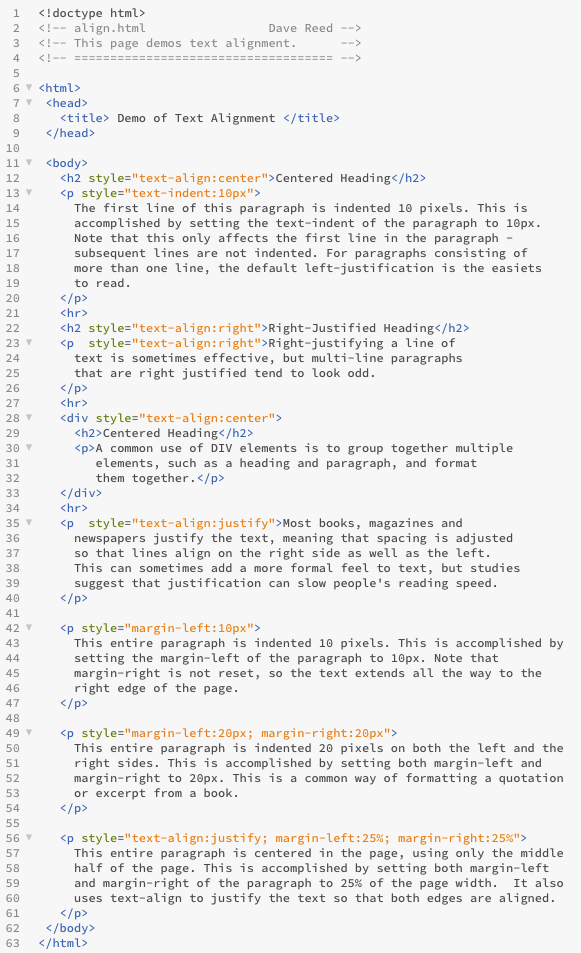 1 <!doctype html>
2 <!-- align.html                 Dave Reed -->
3 <!-- This page demos text alignment.      -->
4 <!-- ==================================== -->
5
6 <html>
7  <head>
8    <title> Demo of Text Alignment </title>
9  </head>
10
11  <body>
12    <h2 style="text-align:center">Centered Heading</h2>
13    <p style="text-indent:10px">
14      The first line of this paragraph is indented 10 pixels. This is
15      accomplished by setting the text-indent of the paragraph to 10px.
16      Note that this only affects the first line in the paragraph -
17      subsequent lines are not indented. For paragraphs consisting of
18      more than one line, the default left-justification is the easiets
19      to read.
20    </p>
21    <hr>
22    <h2 style="text-align:right">Right-Justified Heading</h2>
23    <p  style="text-align:right">Right-justifying a line of
24      text is sometimes effective, but multi-line paragraphs
25      that are right justified tend to look odd.
26    </p>
27    <hr>
28    <div style="text-align:center">
29      <h2>Centered Heading</h2>
30      <p>A common use of DIV elements is to group together multiple
31         elements, such as a heading and paragraph, and format
32         them together.</p>
33    </div>
34    <hr>
35    <p  style="text-align:justify">Most books, magazines and
36      newspapers justify the text, meaning that spacing is adjusted
37      so that lines align on the right side as well as the left.
38      This can sometimes add a more formal feel to text, but studies
39      suggest that justification can slow people's reading speed.
40    </p>
41
42    <p style="margin-left:10px">
43      This entire paragraph is indented 10 pixels. This is accomplished by
44      setting the margin-left of the paragraph to 10px. Note that
45      margin-right is not reset, so the text extends all the way to the
46      right edge of the page.
47    </p>
48
49    <p style="margin-left:20px; margin-right:20px">
50      This entire paragraph is indented 20 pixels on both the left and the
51      right sides. This is accomplished by setting both margin-left and
52      margin-right to 20px. This is a common way of formatting a quotation
53      or excerpt from a book.
54    </p>
55
56    <p style="text-align:justify; margin-left:25%; margin-right:25%">
57      This entire paragraph is centered in the page, using only the middle
58      half of the page. This is accomplished by setting both margin-left
59      and margin-right of the paragraph to 25% of the page width.  It also
60      uses text-align to justify the text so that both edges are aligned.
61    </p>
62  </body>
63 </html>